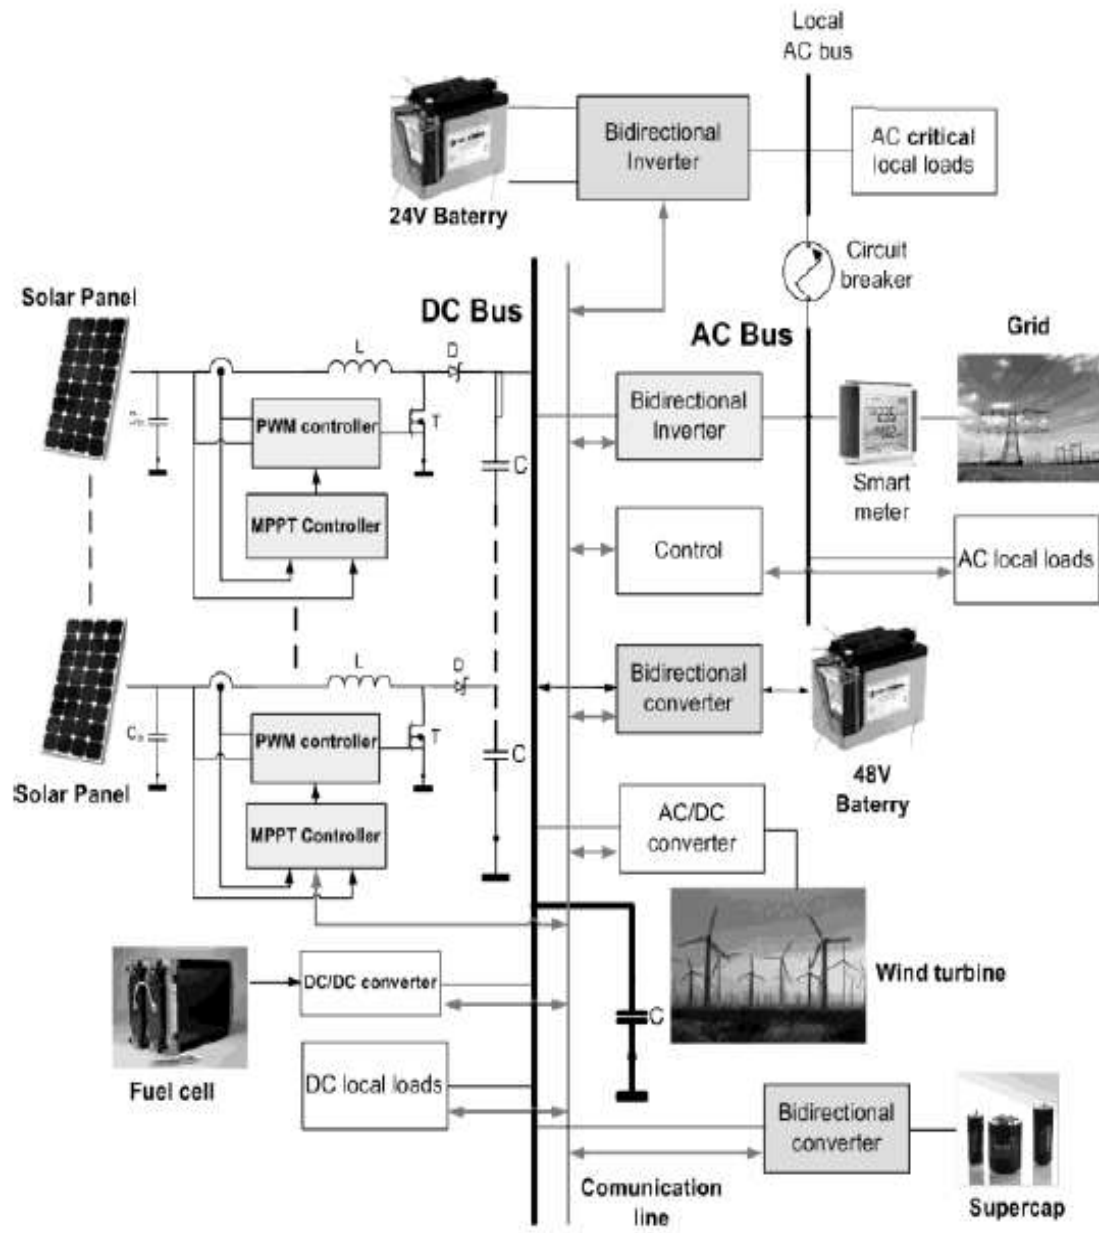 Local
AC bus
Bidirectional
Inverter
AC critical
local loads
24V Baterry
Circuit
breaker
Solar Panel
DC Bus
AC Bus
Grid
L
D
Bidirectional
Inverter
PWM controller
T
C
Smart
meter
MPPT Controller
Control
AC local loads
L
D
Bidirectional
converter
C
PWM controller
T
C
48V
Baterry
Solar Panel
AC/DC
converter
MPPT Controller
Wind turbine
DC/DC converter
C
Fuel cell
DC local loads
Bidirectional
converter
Comunication
line
Supercap